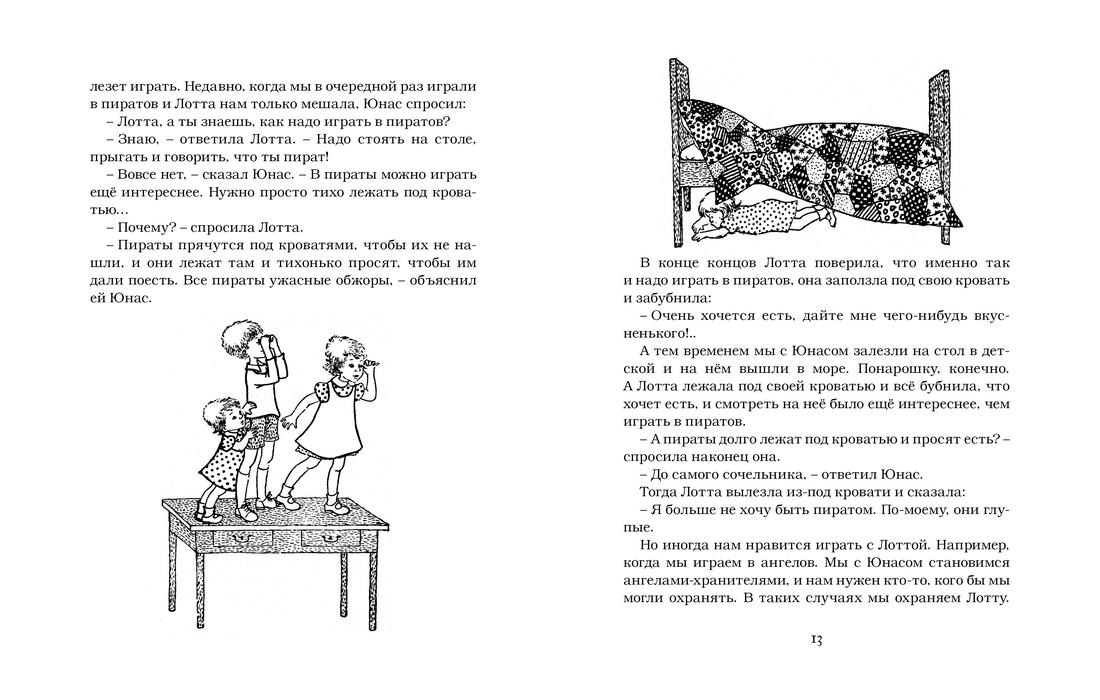 лезет играть. Недавно, когда мы в очередной раз играли
в пиратов и Лотта нам только мешала, Юнас спросил:
– Лотта, а ты знаешь, как надо играть в пиратов?
– Знаю, – ответила Лотта. – Надо стоять на столе,
прыгать и говорить, что ты пират!
– Вовсе нет, – сказал Юнас. – В пираты можно играть
ещё интереснее. Нужно просто тихо лежать под крова-
тью...
– Почему? – спросила Лотта.
– Пираты прячутся под кроватями, чтобы их не на-
шли, и они лежат там и тихонько просят, чтобы им
дали поесть. Все пираты ужасные обжоры, – объяснил
ей Юнас.
В конце концов Лотта поверила, что именно так
и надо играть в пиратов, она заползла под свою кровать
и забубнила:
– Очень хочется есть, дайте мне чего-нибудь вкус-
ненького!..
А тем временем мы с Юнасом залезли на стол в дет-
ской и на нём вышли в море. Понарошку, конечно.
А Лотта лежала под своей кроватью и всё бубнила, что
хочет есть, и смотреть на неё было ещё интереснее, чем
играть в пиратов.
– А пираты долго лежат под кроватью и просят есть? –
спросила наконец она.
– До самого сочельника, – ответил Юнас.
Тогда Лотта вылезла из-под кровати и сказала:
– Я больше не хочу быть пиратом. По-моему, они глу-
пые.
Но иногда нам нравится играть с Лоттой. Например,
когда мы играем в ангелов. Мы с Юнасом становимся
ангелами-хранителями, и нам нужен кто-то, кого бы мы
могли охранять. В таких случаях мы охраняем Лотту.
13